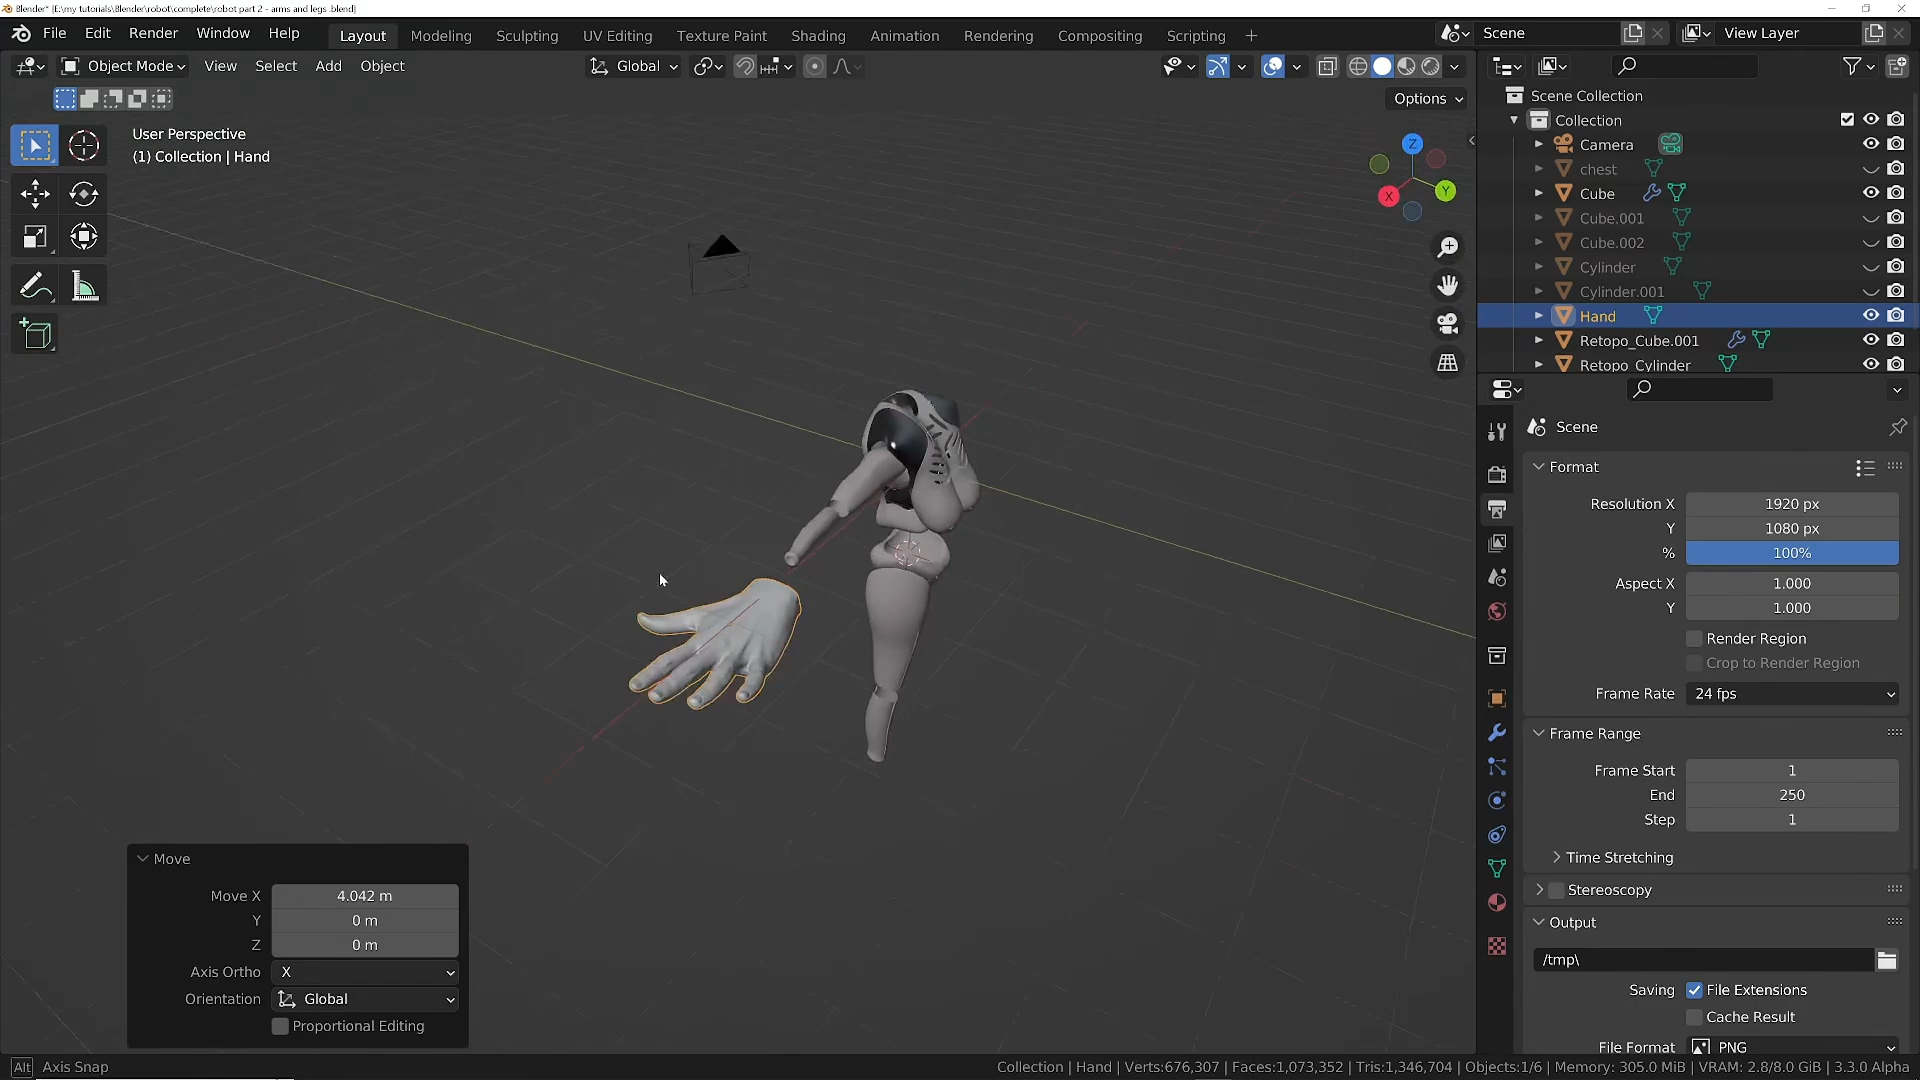 Blender* [E:\my tutorials\Blender\robot\complete\robot part 2 - arms and legs .blend]
File Edit Render Window Help Layout Modeling Sculpting UV Editing Texture Paint Shading Animation Rendering Compositing Scripting + Scene View Layer
Object Mode View Select Add Object Global
Options
User Perspective
(1) Collection | Hand
Z
Y
X
Scene Collection
Collection
Camera
chest
Cube
Cube.001
Cube.002
Cylinder
Cylinder.001
Hand
Retopo_Cube.001
Retopo_Cylinder
Scene
Format
Resolution X 1920 px
Y 1080 px
% 100%
Aspect X 1.000
Y 1.000
Render Region
Crop to Render Region
Frame Rate 24 fps
Frame Range
Frame Start 1
End 250
Step 1
Time Stretching
Stereoscopy
Output
/tmp\
Saving File Extensions
Cache Result
File Format PNG
Move
Move X 4.042 m
Y 0 m
Z 0 m
Axis Ortho X
Orientation Global
Proportional Editing
Alt Axis Snap
Collection | Hand | Verts:676,307 | Faces:1,073,352 | Tris:1,346,704 | Objects:1/6 | Memory: 305.0 MiB | VRAM: 2.8/8.0 GiB | 3.3.0 Alpha